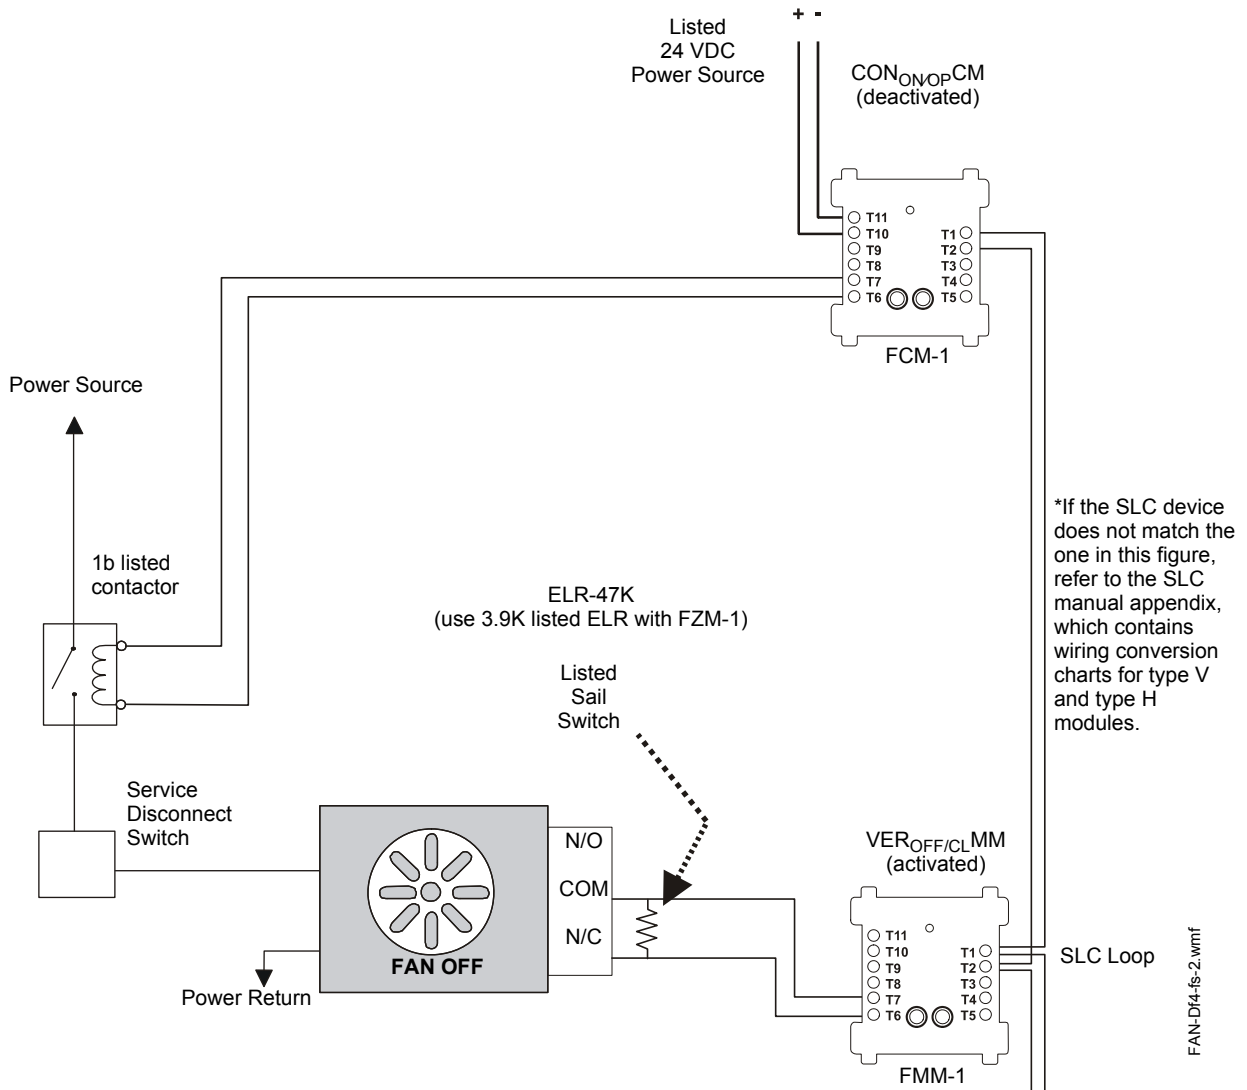 + -
Listed
24 VDC
Power Source
CONON/OPCM
(deactivated)
T11
T10
T9
T8
T7
T6
T1
T2
T3
T4
T5
FCM-1
Power Source
1b listed
contactor
ELR-47K
(use 3.9K listed ELR with FZM-1)
Listed
Sail
Switch
*If the SLC device
does not match the
one in this figure,
refer to the SLC
manual appendix,
which contains
wiring conversion
charts for type V
and type H
modules.
Service
Disconnect
Switch
N/O
COM
N/C
FAN OFF
Power Return
VEROFF/CLMM
(activated)
T11
T10
T9
T8
T7
T6
T1
T2
T3
T4
T5
FMM-1
SLC Loop
FAN-Df4-fs-2.wmf